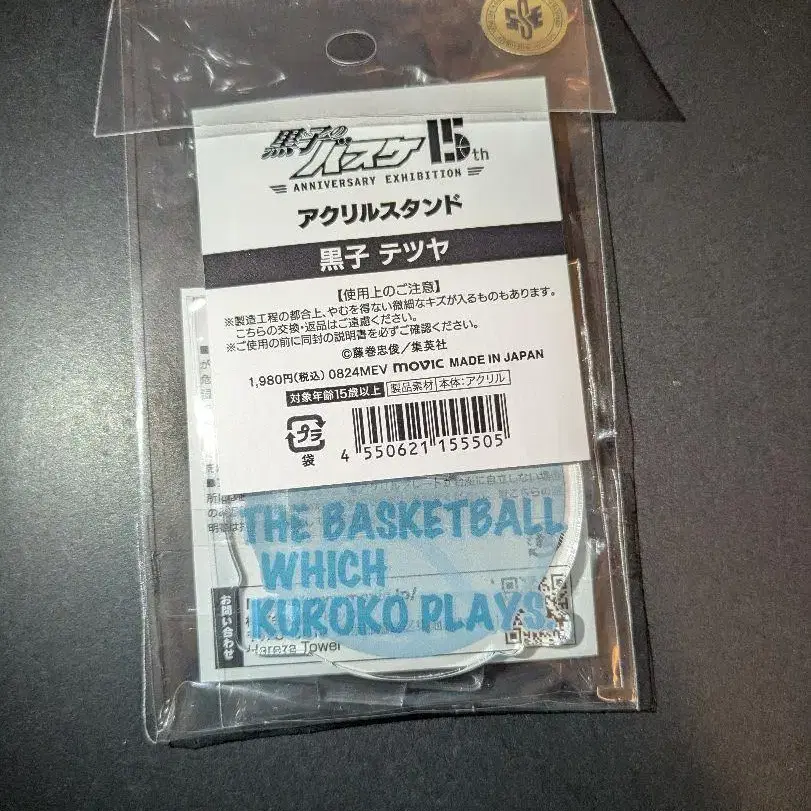 黒子のバスケ 15th
ANNIVERSARY EXHIBITION
アクリルスタンド
黒子 テツヤ
【使用上のご注意】
※製造工程の都合上、やむを得ない微細なキズが入るものもあります。
こちらの交換・返品はご遠慮ください。
※ご使用の前に同封の説明書を必ずご確認ください。
©藤巻忠俊/集英社
1,980円(税込) 0824MEV movic MADE IN JAPAN
対象年齢15歳以上 製品素材 本体:アクリル
プラ
袋
4 550621 155505
THE BASKETBALL
WHICH
KUROKO PLAYS.
お問い合わせ
Hareza Tower